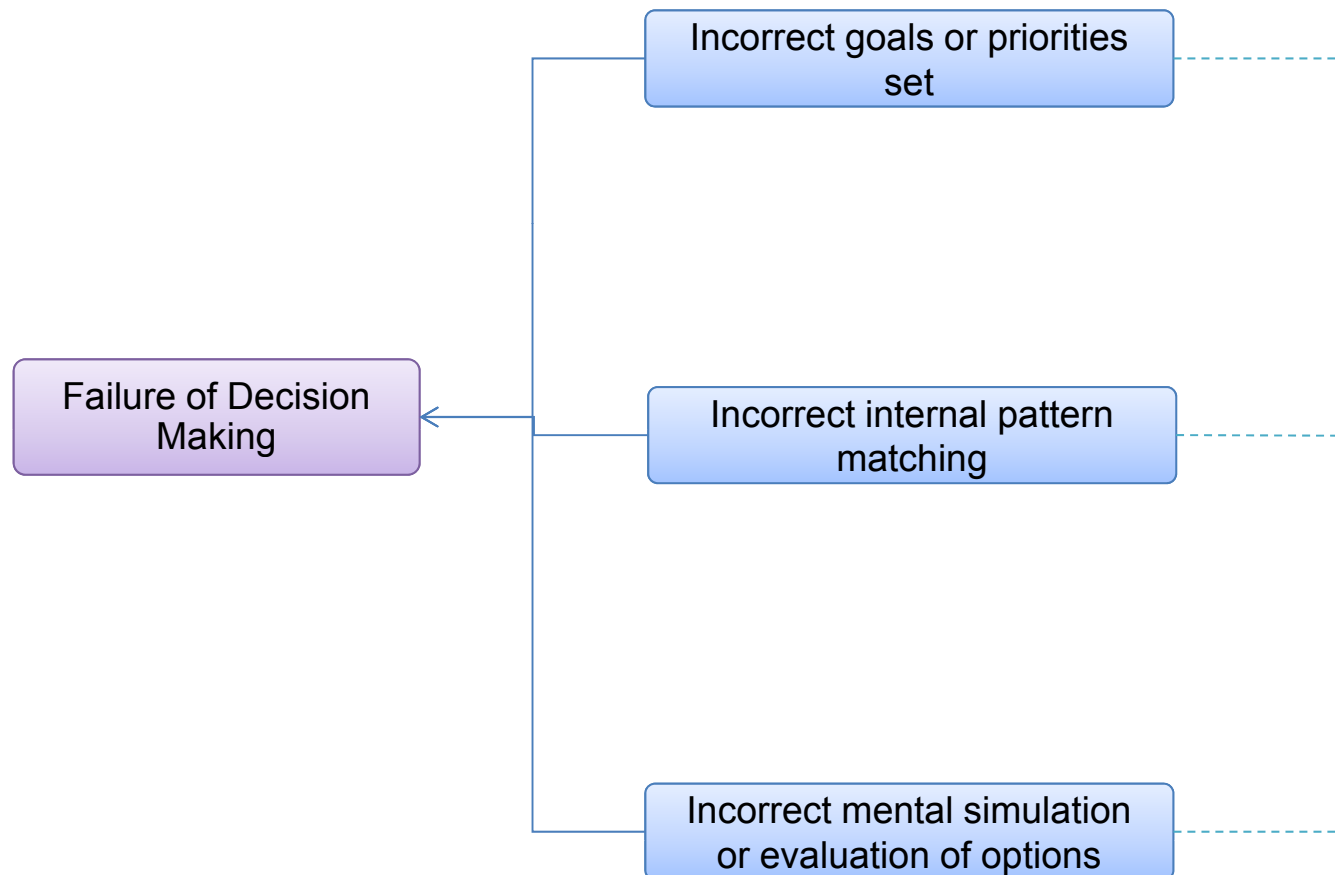 Incorrect goals or priorities
set
Failure of Decision
Making
Incorrect internal pattern
matching
Incorrect mental simulation
or evaluation of options